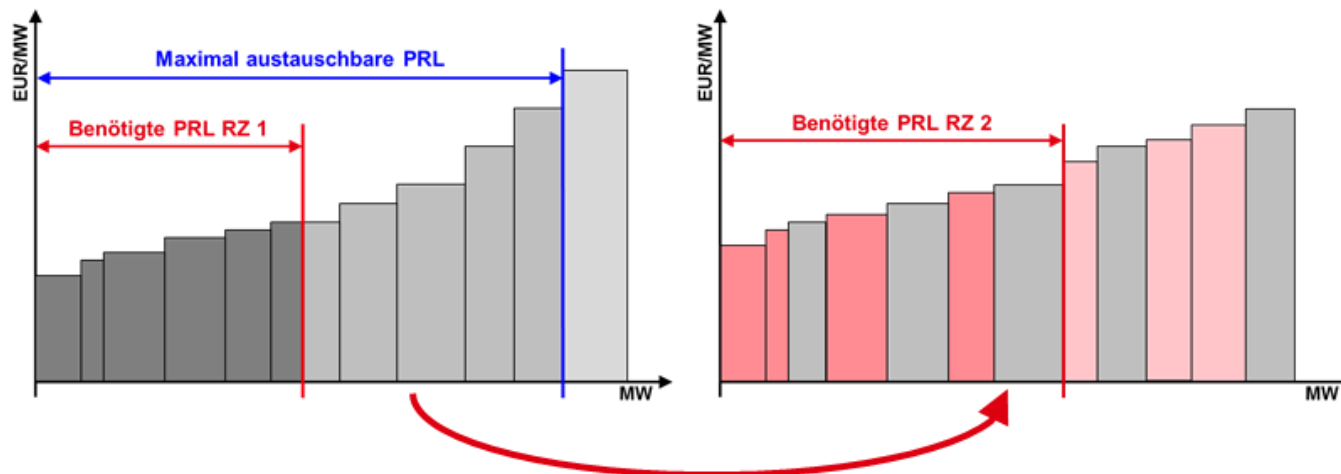 EUR/MW
Maximal austauschbare PRL
Benötigte PRL RZ 1
MW
EUR/MW
Benötigte PRL RZ 2
MW